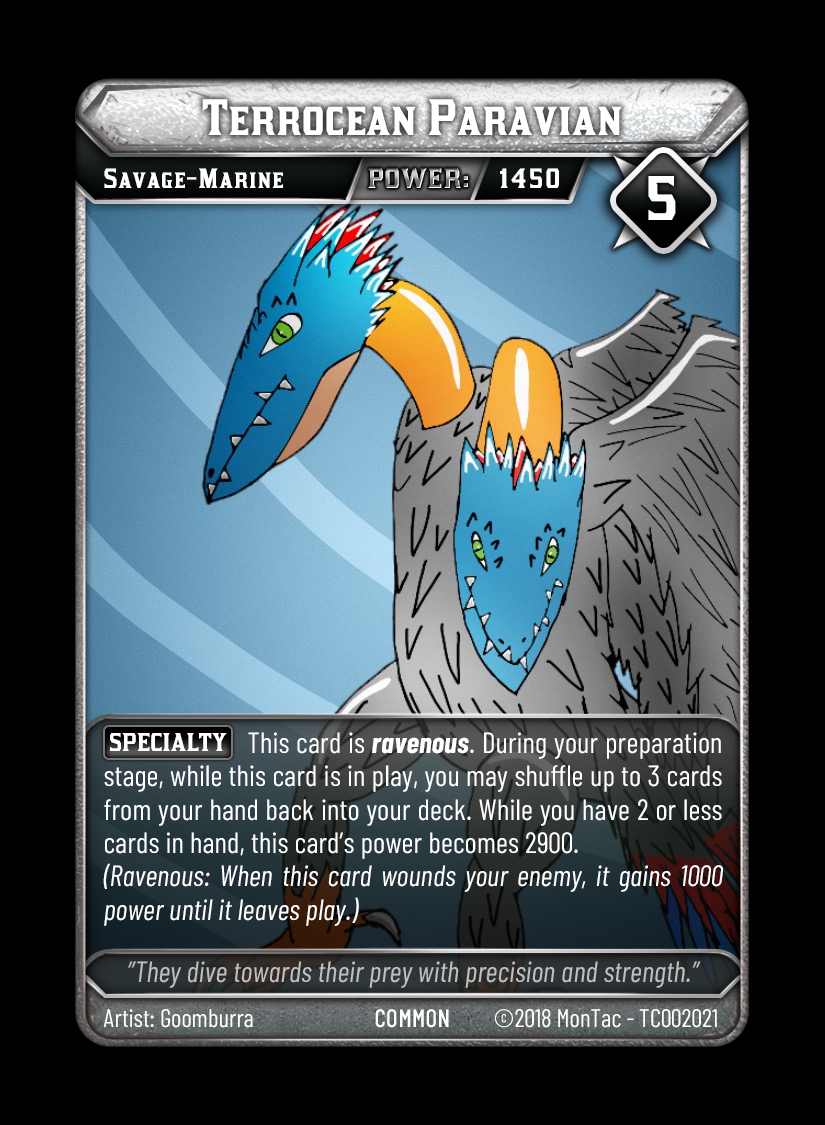 Terrocean Paravian
Savage-Marine POWER: 1450
5
SPECIALTY This card is ravenous. During your preparation
stage, while this card is in play, you may shuffle up to 3 cards
from your hand back into your deck. While you have 2 or less
cards in hand, this card's power becomes 2900.
(Ravenous: When this card wounds your enemy, it gains 1000
power until it leaves play.)
"They dive towards their prey with precision and strength."
Artist: Goomburra COMMON ©2018 MonTac - TC002021